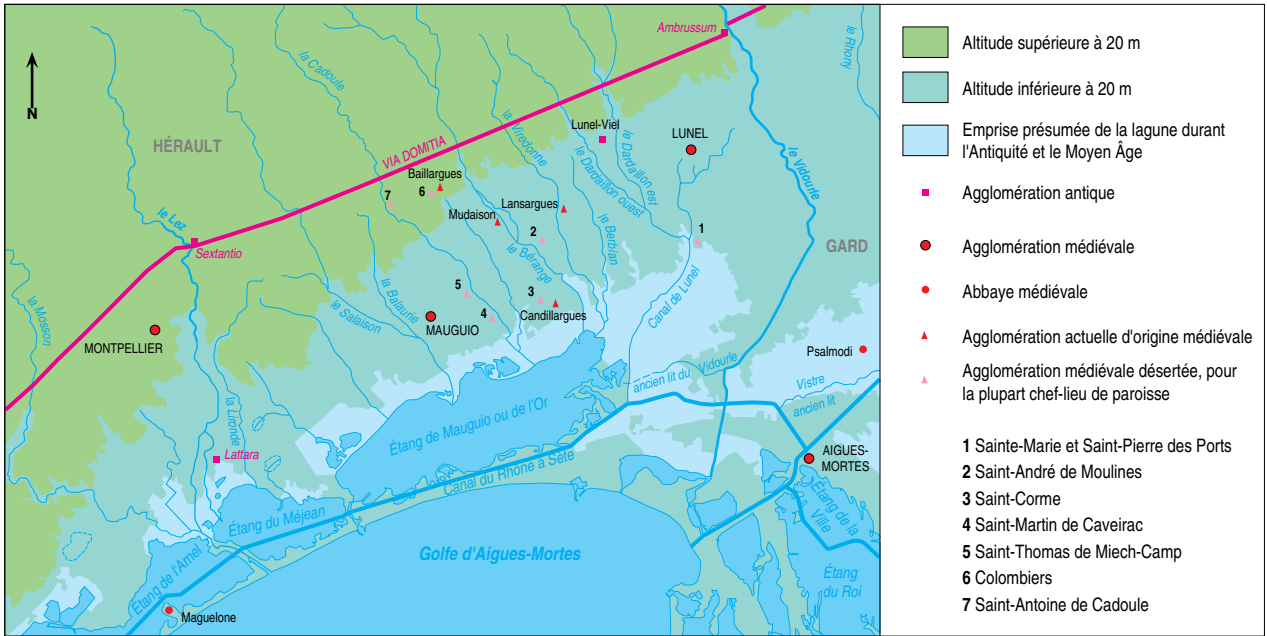 Ambrussum
le Rhony
la Cadoule
N
HÉRAULT
la Viredonne
Lunel-Viel
le Dardaillon est
le Dardaillon ouest
LUNEL
le Vidourle
VIA DOMITIA
Baillargues
7
6
Mudaison
Lansargues
2
1
GARD
le Lez
Sextantio
le Berbian
le Bérange
Canal de Lunel
la Mosson
la Balaurie
le Salaison
5
4
3
Candillargues
MAUGUIO
MONTPELLIER
Psalmodi
ancien lit du Vidourle
Vistre
ancien lit
la Lironde
Lattara
Étang de Mauguio ou de l'Or
AIGUES-
MORTES
Canal du Rhône à Sète
Étang du Méjean
Étang de la
Ville
Étang de l'Arnel
Golfe d'Aigues-Mortes
Étang
du Roi
Maguelone
Altitude supérieure à 20 m
Altitude inférieure à 20 m
Emprise présumée de la lagune durant
l'Antiquité et le Moyen Âge
Agglomération antique
Agglomération médiévale
Abbaye médiévale
Agglomération actuelle d'origine médiévale
Agglomération médiévale désertée, pour
la plupart chef-lieu de paroisse
1 Sainte-Marie et Saint-Pierre des Ports
2 Saint-André de Moulines
3 Saint-Corme
4 Saint-Martin de Caveirac
5 Saint-Thomas de Miech-Camp
6 Colombiers
7 Saint-Antoine de Cadoule